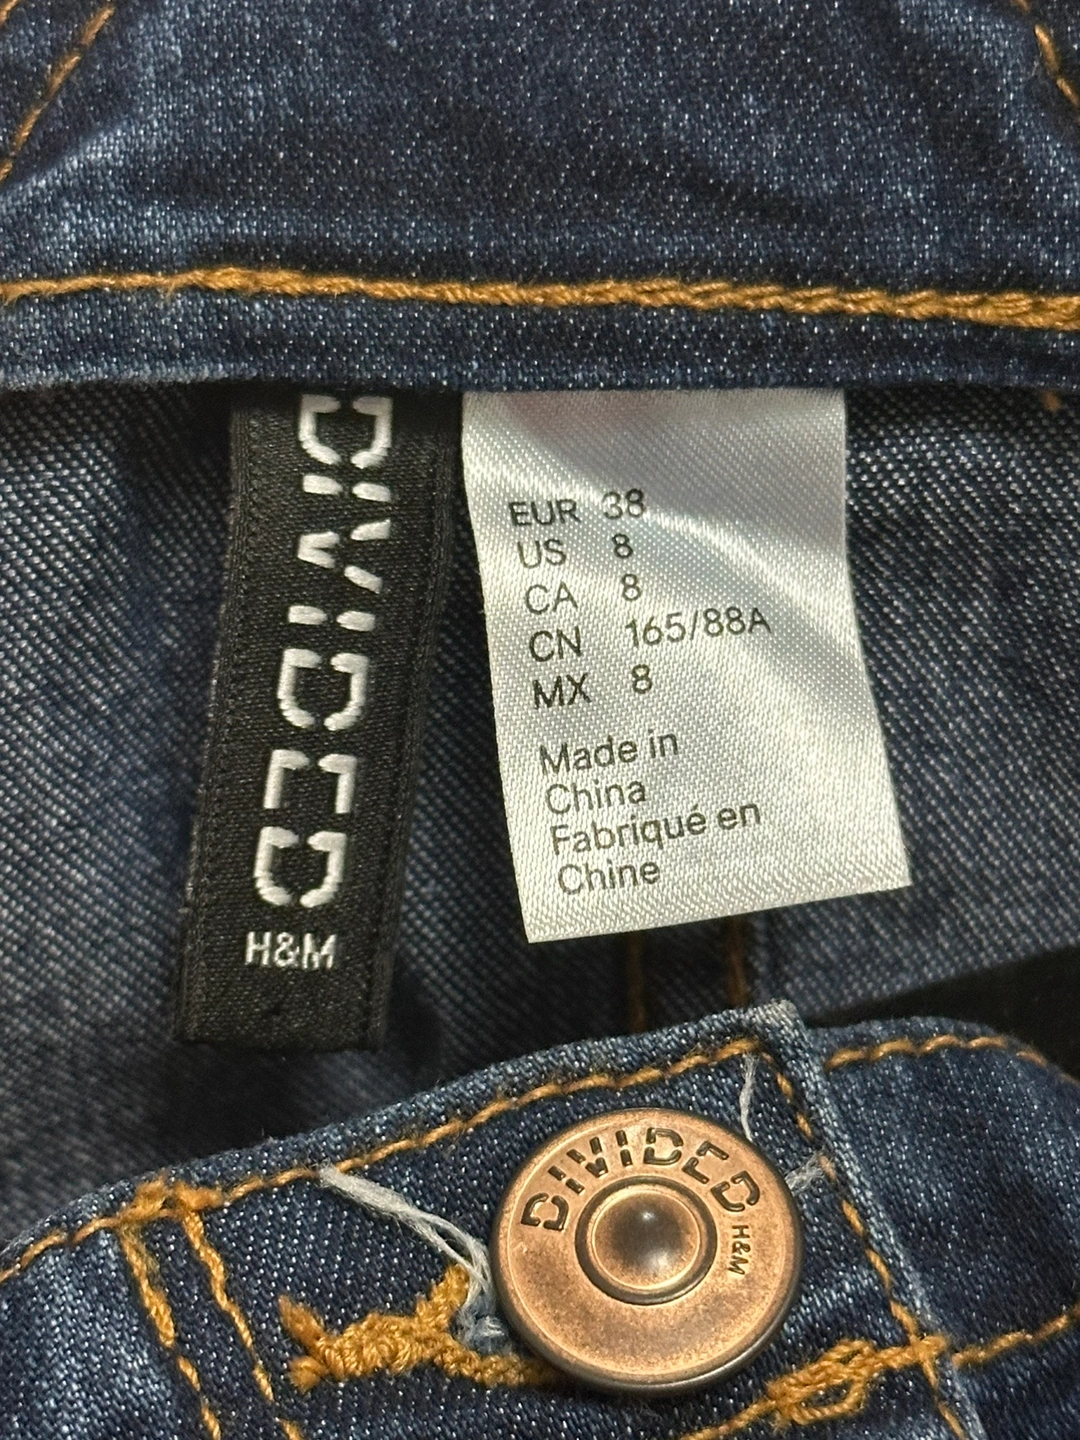 DIVIDED
H&M
EUR 38
US 8
CA 8
CN 165/88A
MX 8
Made in
China
Fabriqué en
Chine
DIVIDED
H&M